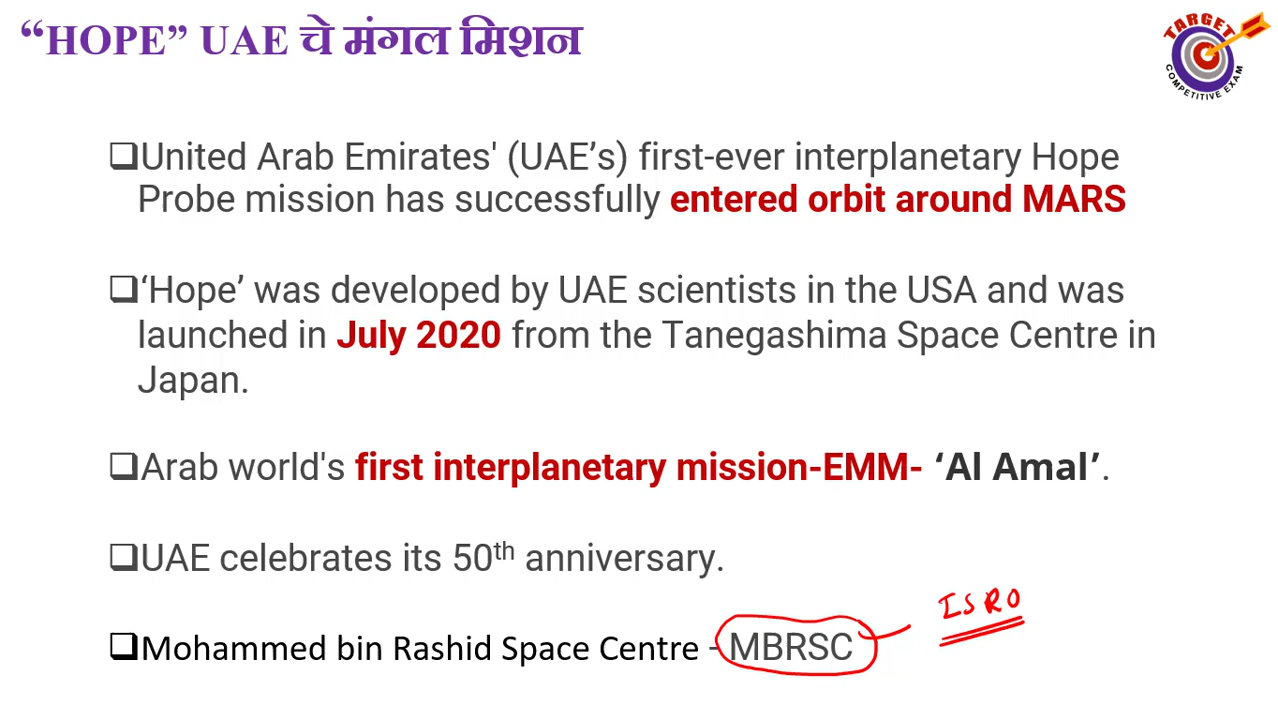 “HOPE” UAE चे मंगल मिशन
TARGET
COMPETITIVE EXAM
❑United Arab Emirates' (UAE’s) first-ever interplanetary Hope
Probe mission has successfully entered orbit around MARS
❑‘Hope’ was developed by UAE scientists in the USA and was
launched in July 2020 from the Tanegashima Space Centre in
Japan.
❑Arab world's first interplanetary mission-EMM- ‘Al Amal’.
❑UAE celebrates its 50th anniversary.
ISRO
❑Mohammed bin Rashid Space Centre - MBRSC